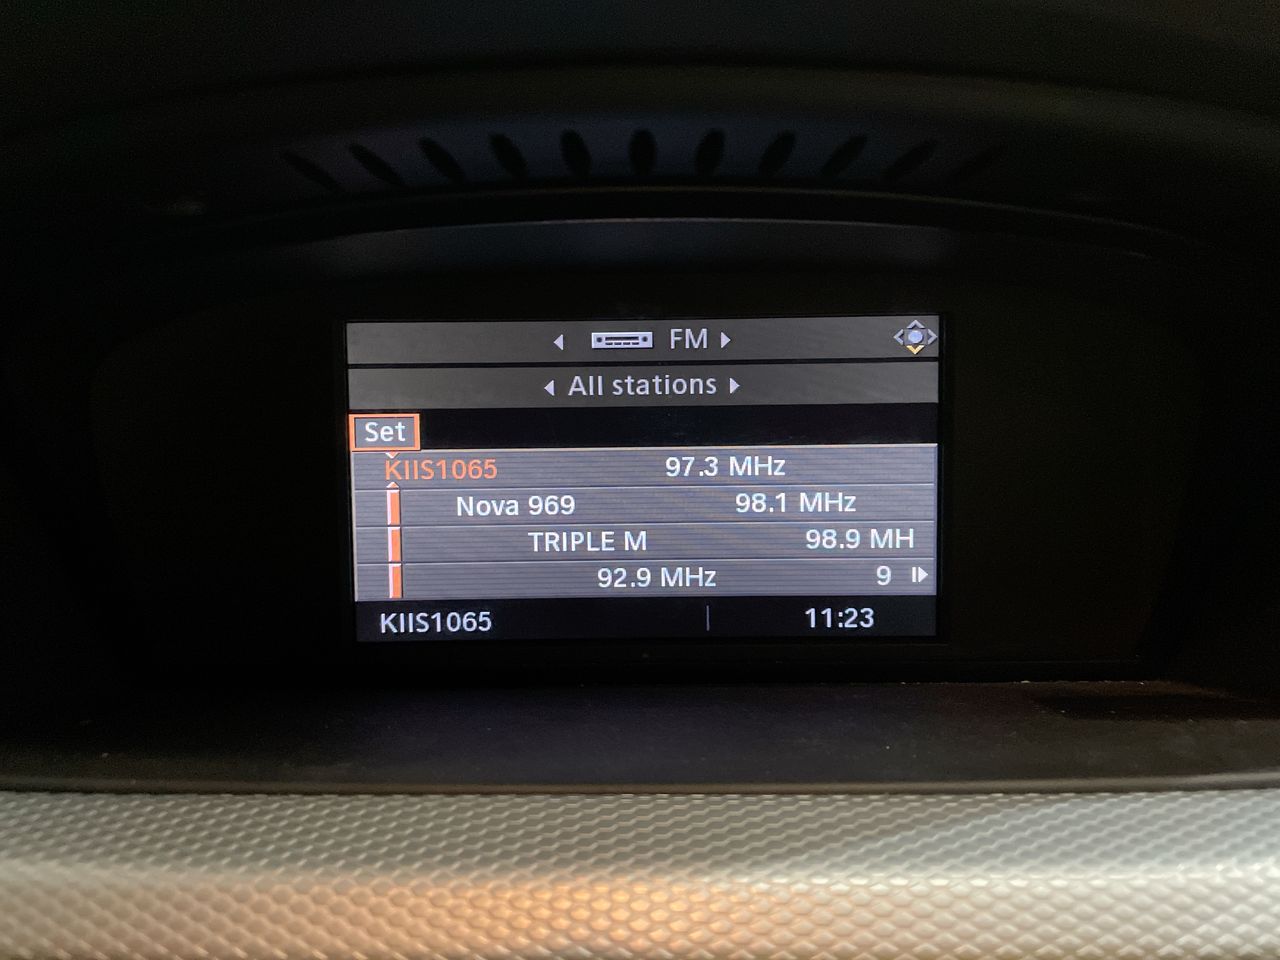 FM
All stations
Set
KIIS1065 97.3 MHz
Nova 969 98.1 MHz
TRIPLE M 98.9 MH
92.9 MHz 9
KIIS1065 11:23